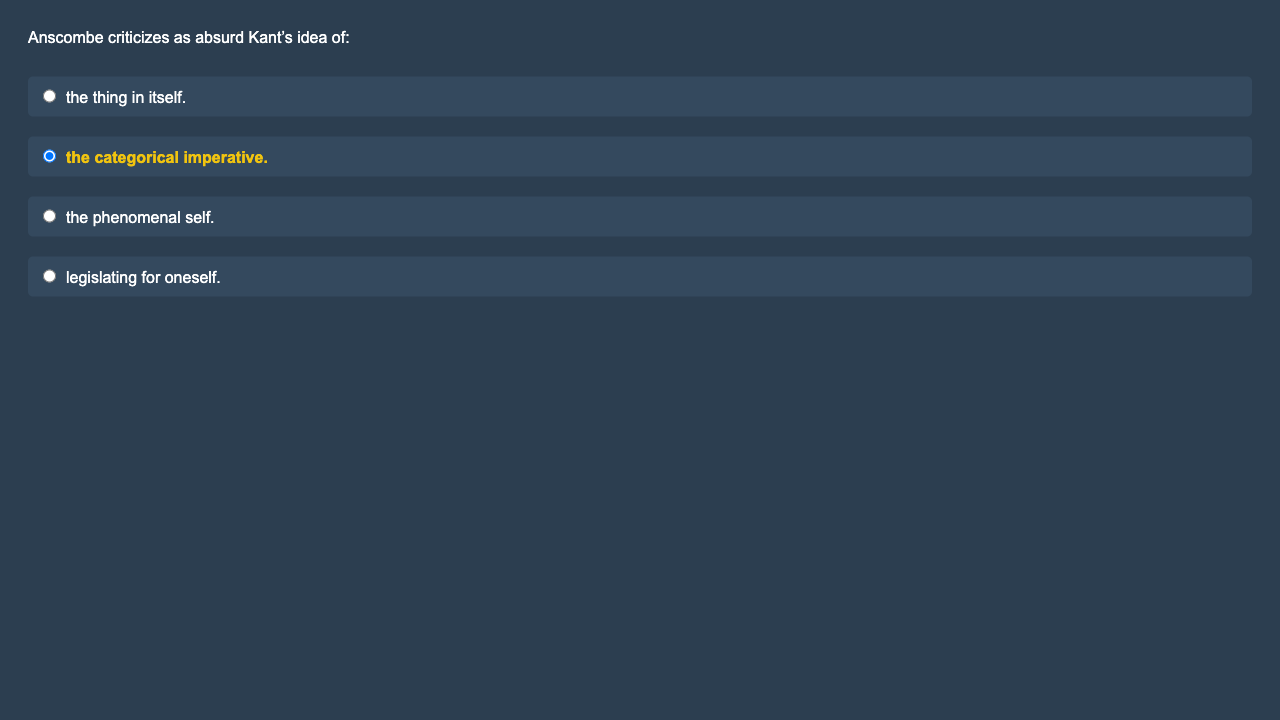 Anscombe criticizes as absurd Kant’s idea of:
the thing in itself.
the categorical imperative.
the phenomenal self.
legislating for oneself.